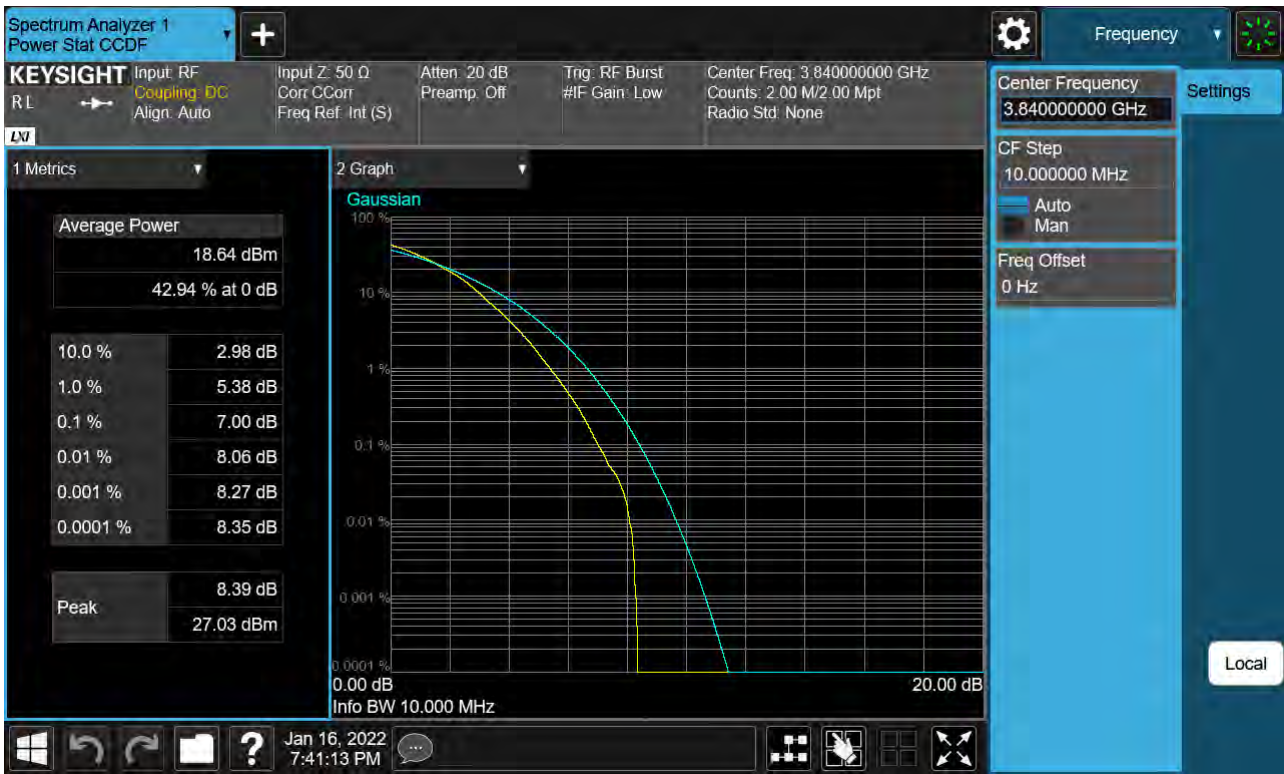 Spectrum Analyzer 1
Power Stat CCDF
+
Frequency
KEYSIGHT
RL
LXI
Input: RF
Coupling: DC
Align: Auto
Input Z: 50 Ω
Corr CCorr
Freq Ref: Int (S)
Atten: 20 dB
Preamp: Off
Trig: RF Burst
#IF Gain: Low
Center Freq: 3.840000000 GHz
Counts: 2.00 M/2.00 Mpt
Radio Std: None
1 Metrics
Average Power
18.64 dBm
42.94 % at 0 dB
10.0 % 2.98 dB
1.0 % 5.38 dB
0.1 % 7.00 dB
0.01 % 8.06 dB
0.001 % 8.27 dB
0.0001 % 8.35 dB
Peak
8.39 dB
27.03 dBm
2 Graph
Gaussian
100 %
10 %
1 %
0.1 %
0.01 %
0.001 %
0.0001 %
0.00 dB 20.00 dB
Info BW 10.000 MHz
Center Frequency
3.840000000 GHz
CF Step
10.000000 MHz
Auto
Man
Freq Offset
0 Hz
Settings
Local
?
Jan 16, 2022
7:41:13 PM